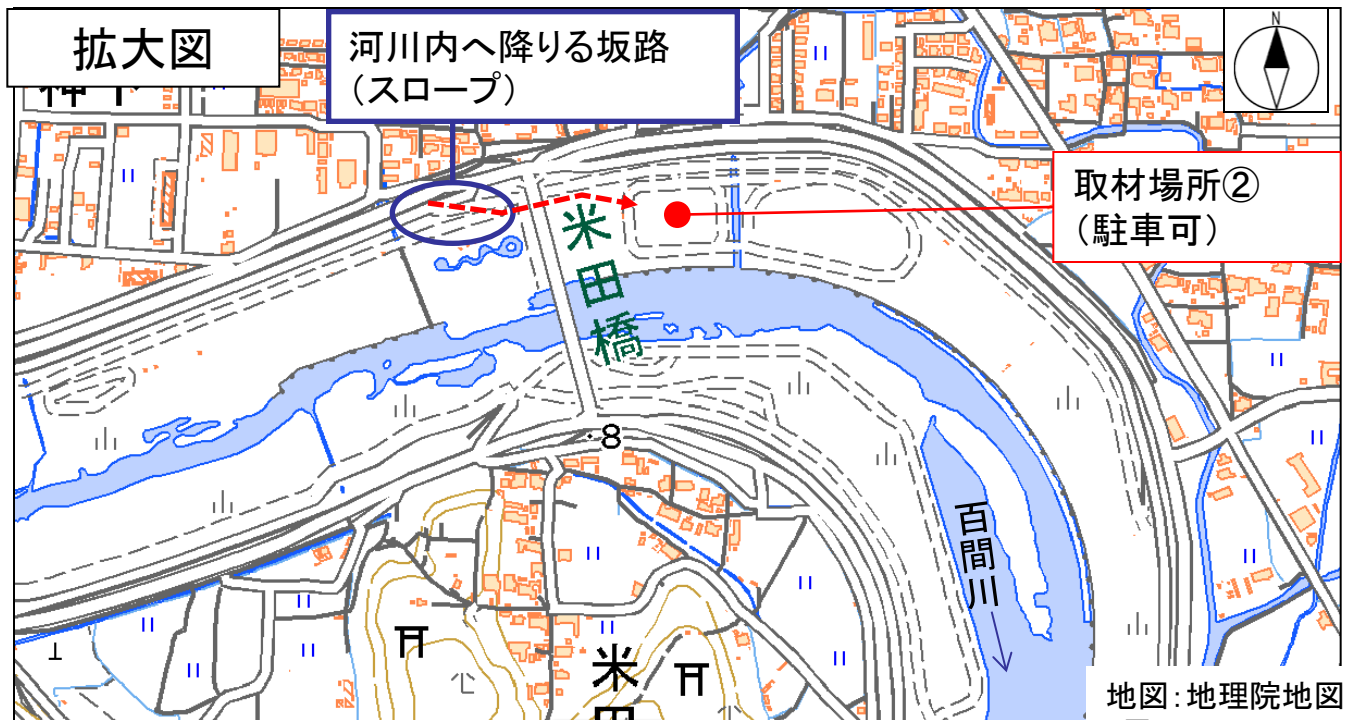 拡大図
河川内へ降りる坂路
（スロープ）
N
取材場所②
（駐車可）
米田橋
・8
百間川
米
地図：地理院地図